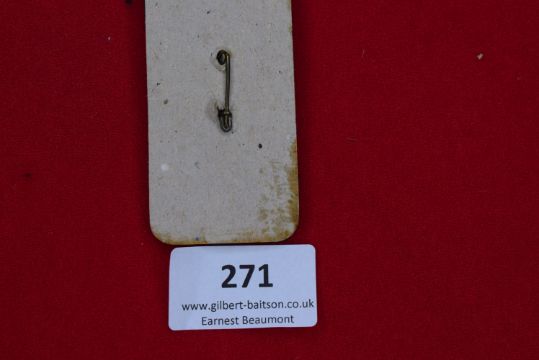 271
www.gilbert-baitson.co.uk
Earnest Beaumont